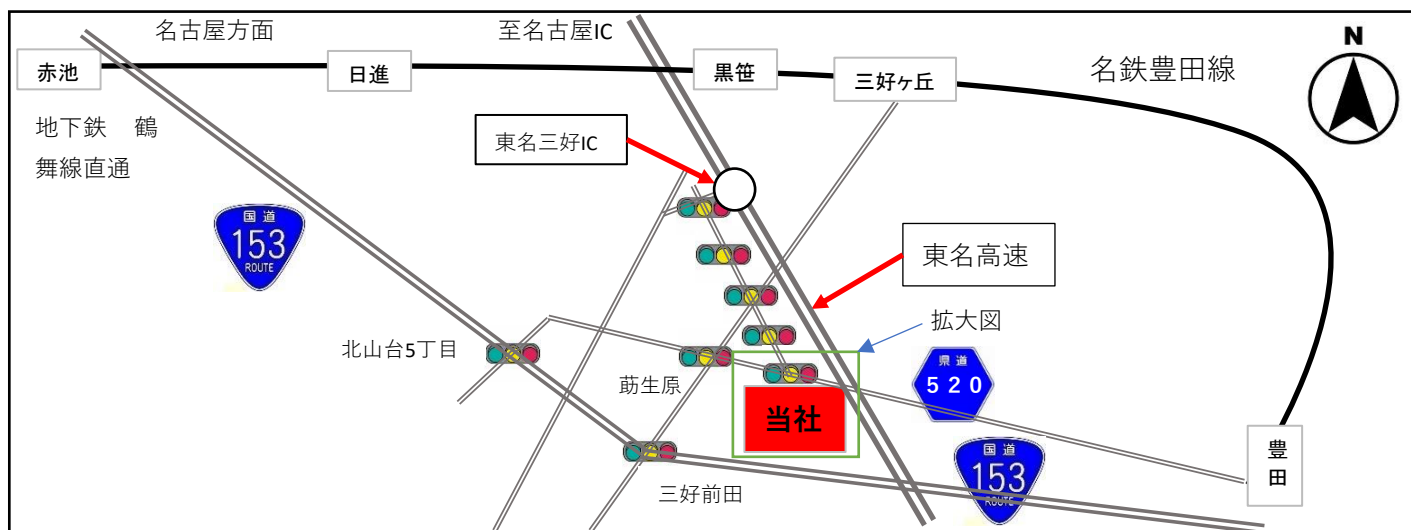 名古屋方面
至名古屋IC
N
赤池
日進
黒笹
三好ヶ丘
名鉄豊田線
地下鉄　鶴
舞線直通
東名三好IC
国道
153
ROUTE
東名高速
拡大図
北山台5丁目
莇生原
県道
５２０
当社
豊田
国道
153
ROUTE
三好前田